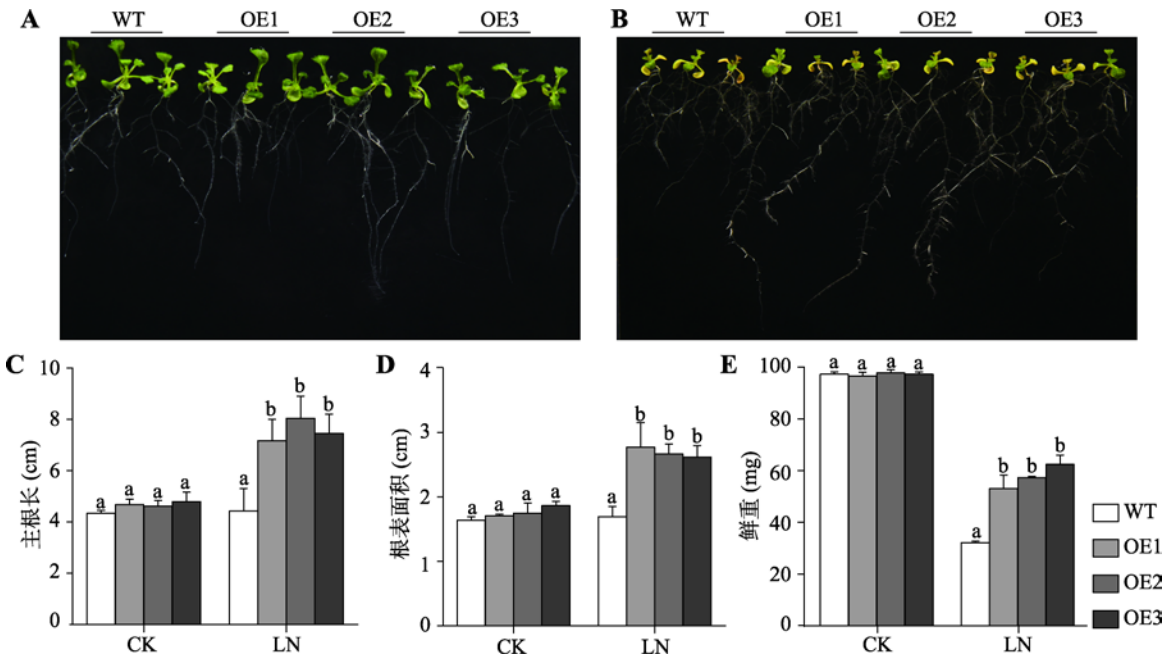 A WT OE1 OE2 OE3
B WT OE1 OE2 OE3
C
主根长 (cm)
10
8
6
4
2
0
a a a a
a b b b
CK LN
D
根表面积 (cm)
4
3
2
1
0
a a a a
a b b b
CK LN
E
鲜重 (mg)
100
80
60
40
20
0
a a a a
a b b b
CK LN
WT
OE1
OE2
OE3